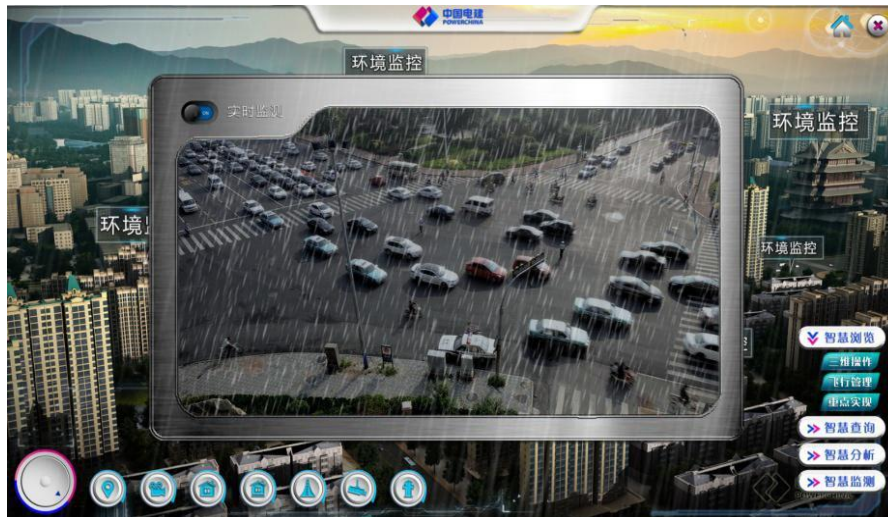 中国电建
POWERCHINA
环境监控
实时监测
ON
环境监控
环境监
环境监控
智慧浏览
三维操作
飞行管理
重点实现
智慧查询
智慧分析
智慧监测